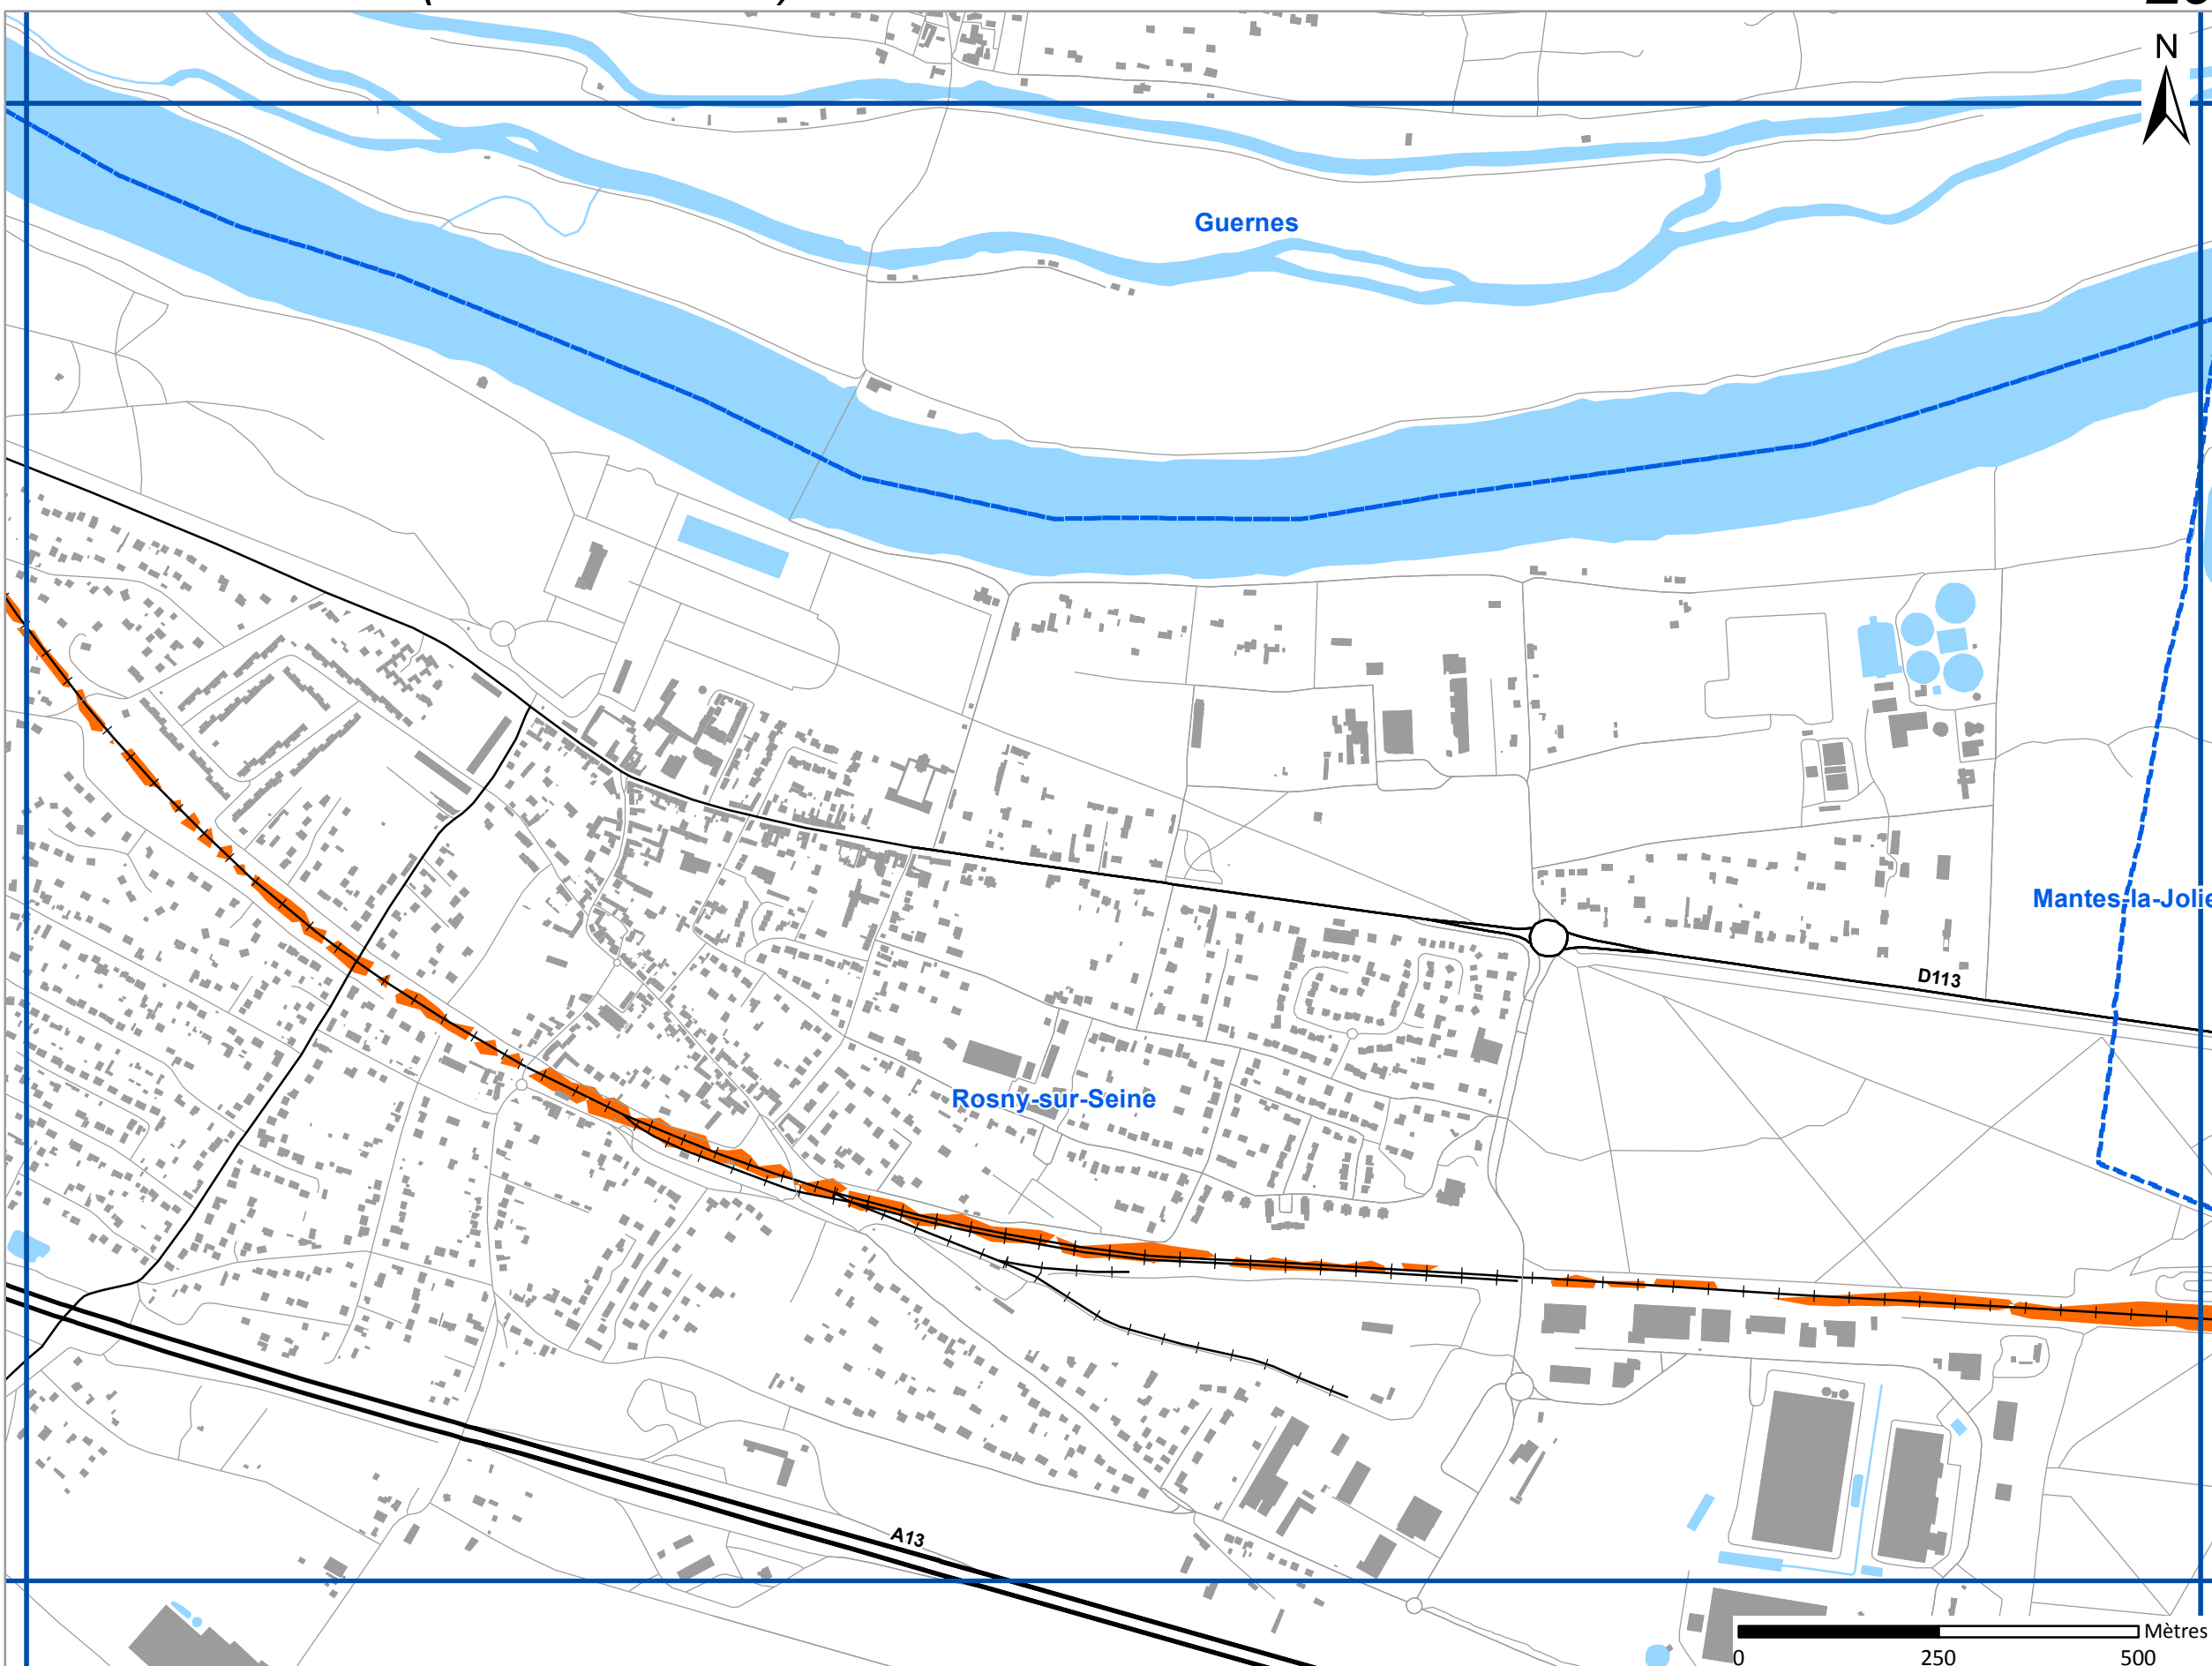 N
Guernes
Mantes-la-Jolie
D113
Rosny-sur-Seine
A13
Mètres
0 250 500